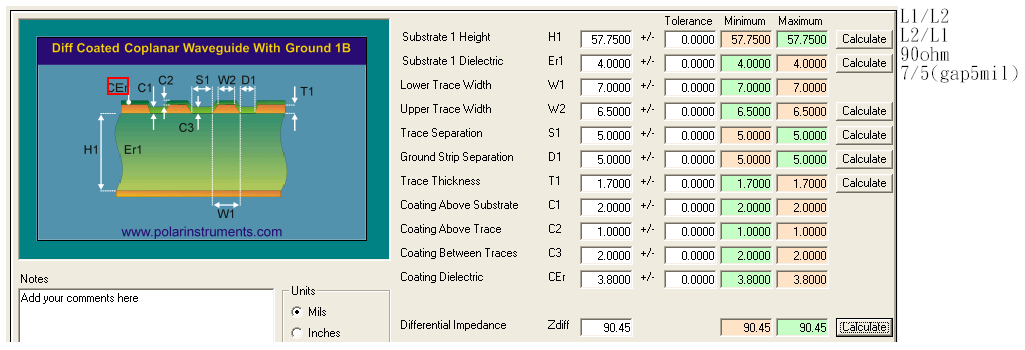 Tolerance Minimum Maximum
Substrate 1 Height H1 57.7500 +/- 0.0000 57.7500 57.7500 Calculate
Substrate 1 Dielectric Er1 4.0000 +/- 0.0000 4.0000 4.0000 Calculate
Lower Trace Width W1 7.0000 +/- 0.0000 7.0000 7.0000
Upper Trace Width W2 6.5000 +/- 0.0000 6.5000 6.5000 Calculate
Trace Separation S1 5.0000 +/- 0.0000 5.0000 5.0000 Calculate
Ground Strip Separation D1 5.0000 +/- 0.0000 5.0000 5.0000 Calculate
Trace Thickness T1 1.7000 +/- 0.0000 1.7000 1.7000 Calculate
Coating Above Substrate C1 2.0000 +/- 0.0000 2.0000 2.0000
Coating Above Trace C2 1.0000 +/- 0.0000 1.0000 1.0000
Coating Between Traces C3 2.0000 +/- 0.0000 2.0000 2.0000
Coating Dielectric CEr 3.8000 +/- 0.0000 3.8000 3.8000
Differential Impedance Zdiff 90.45 90.45 90.45 Calculate
Diff Coated Coplanar Waveguide With Ground 1B
CEr C1 C2 S1 W2 D1 T1
C3
H1 Er1
W1
www.polarinstruments.com
Notes
Add your comments here
Units
Mils
Inches
L1/L2
L2/L1
90ohm
7/5(gap5mil)